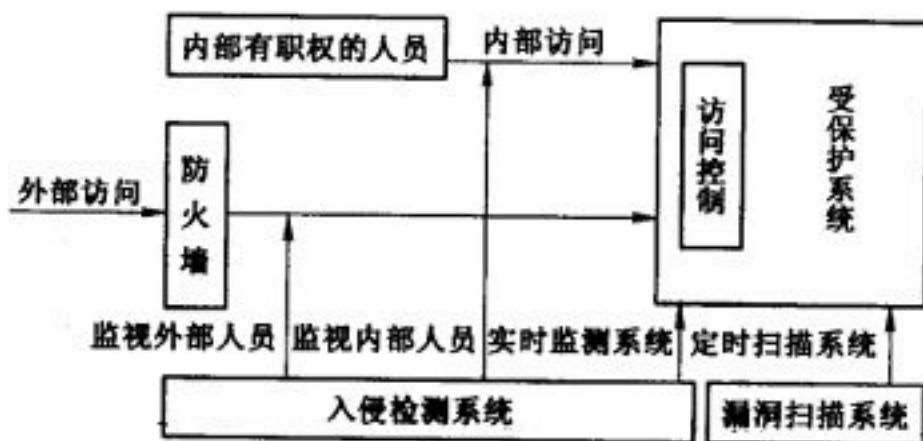 内部有职权的人员
内部访问
外部访问
防火墙
访问控制
受保护系统
监视外部人员
监视内部人员
实时监测系统
定时扫描系统
入侵检测系统
漏洞扫描系统